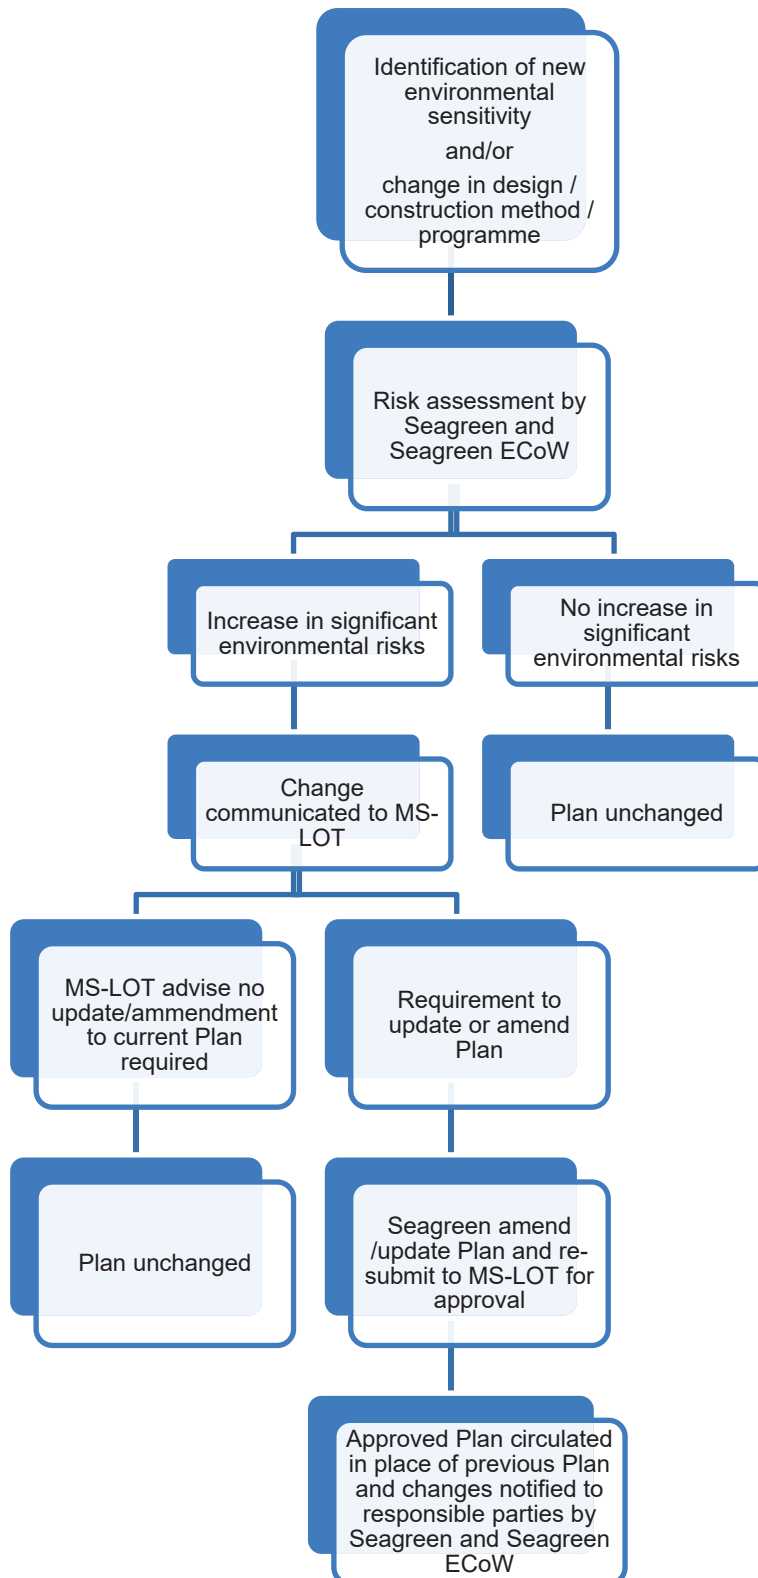 Identification of new
environmental
sensitivity
and/or
change in design /
construction method /
programme
Risk assessment by
Seagreen and
Seagreen ECoW
Increase in significant
environmental risks
No increase in
significant
environmental risks
Change
communicated to MS-
LOT
Plan unchanged
MS-LOT advise no
update/ammendment
to current Plan
required
Requirement to
update or amend
Plan
Plan unchanged
Seagreen amend
/update Plan and re-
submit to MS-LOT for
approval
Approved Plan circulated
in place of previous Plan
and changes notified to
responsible parties by
Seagreen and Seagreen
ECoW